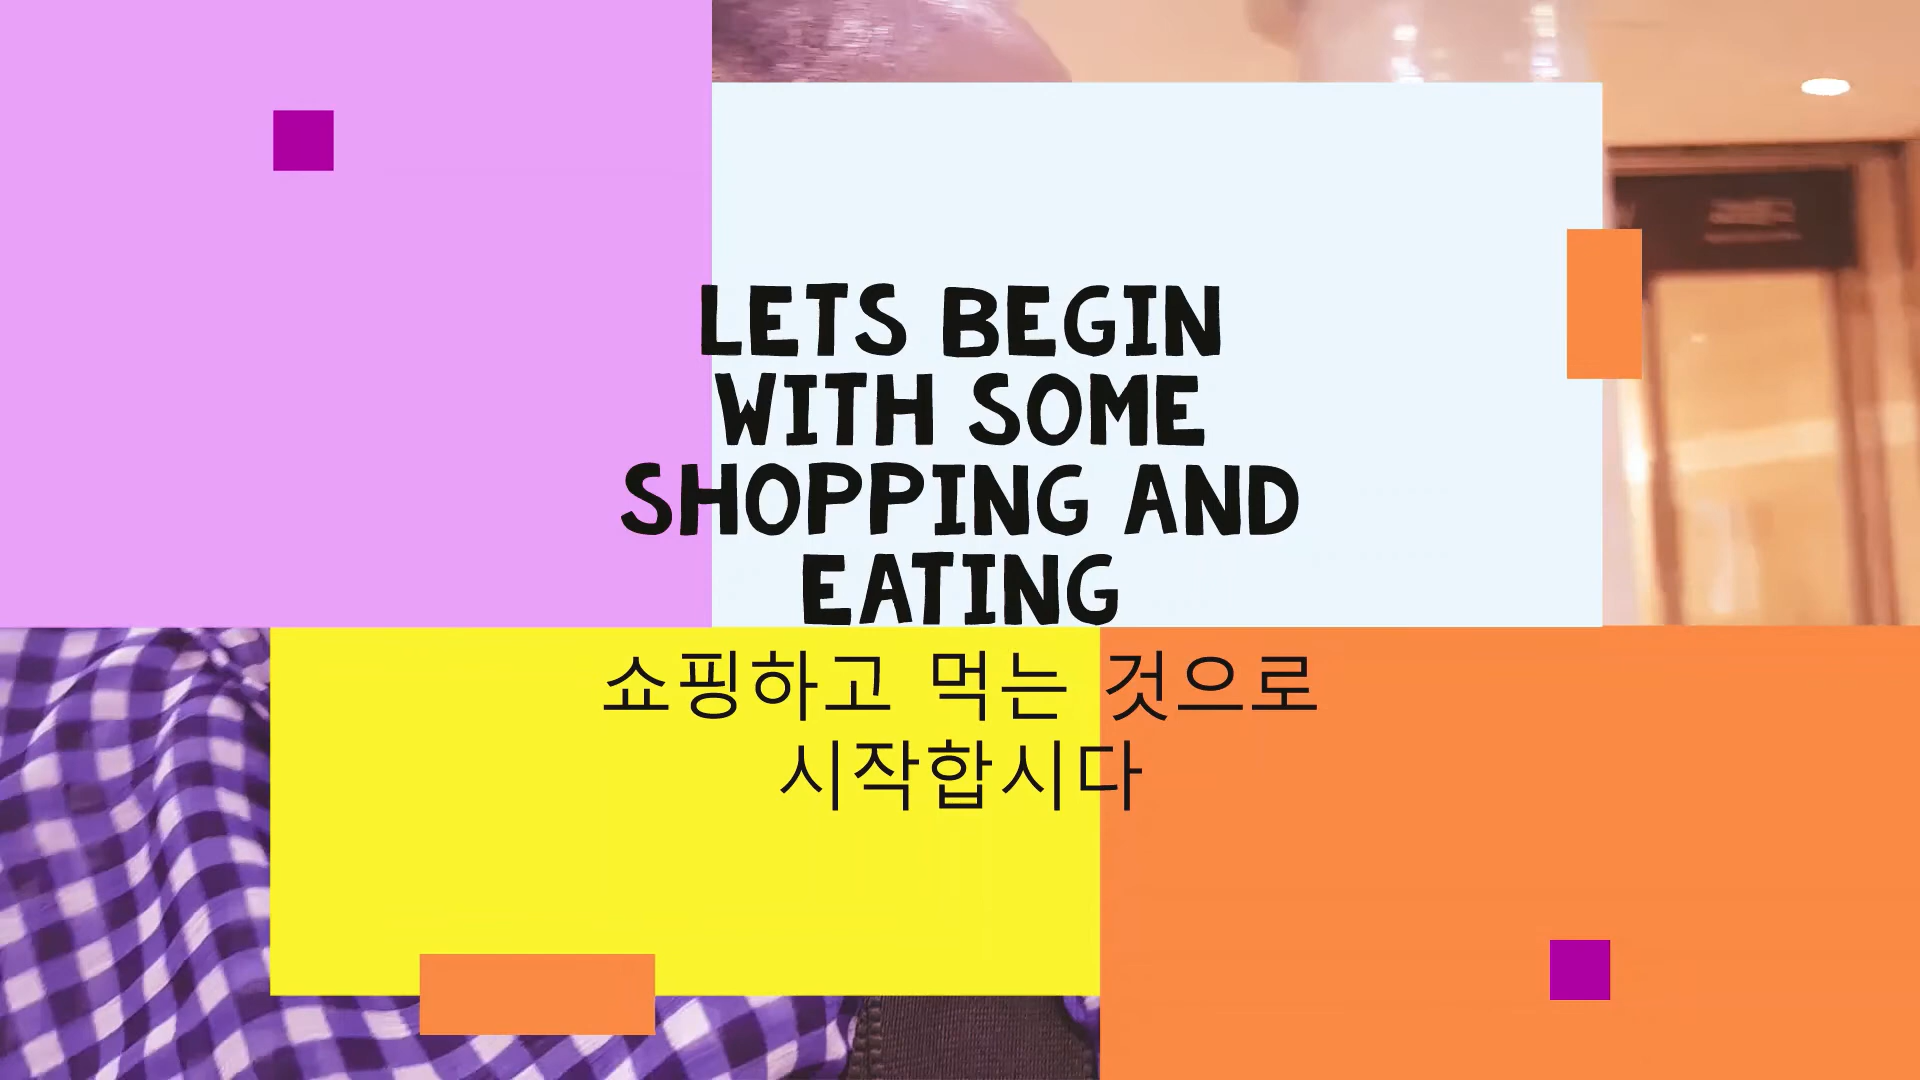 LETS BEGIN
WITH SOME
SHOPPING AND
EATING
쇼핑하고 먹는 것으로
시작합시다